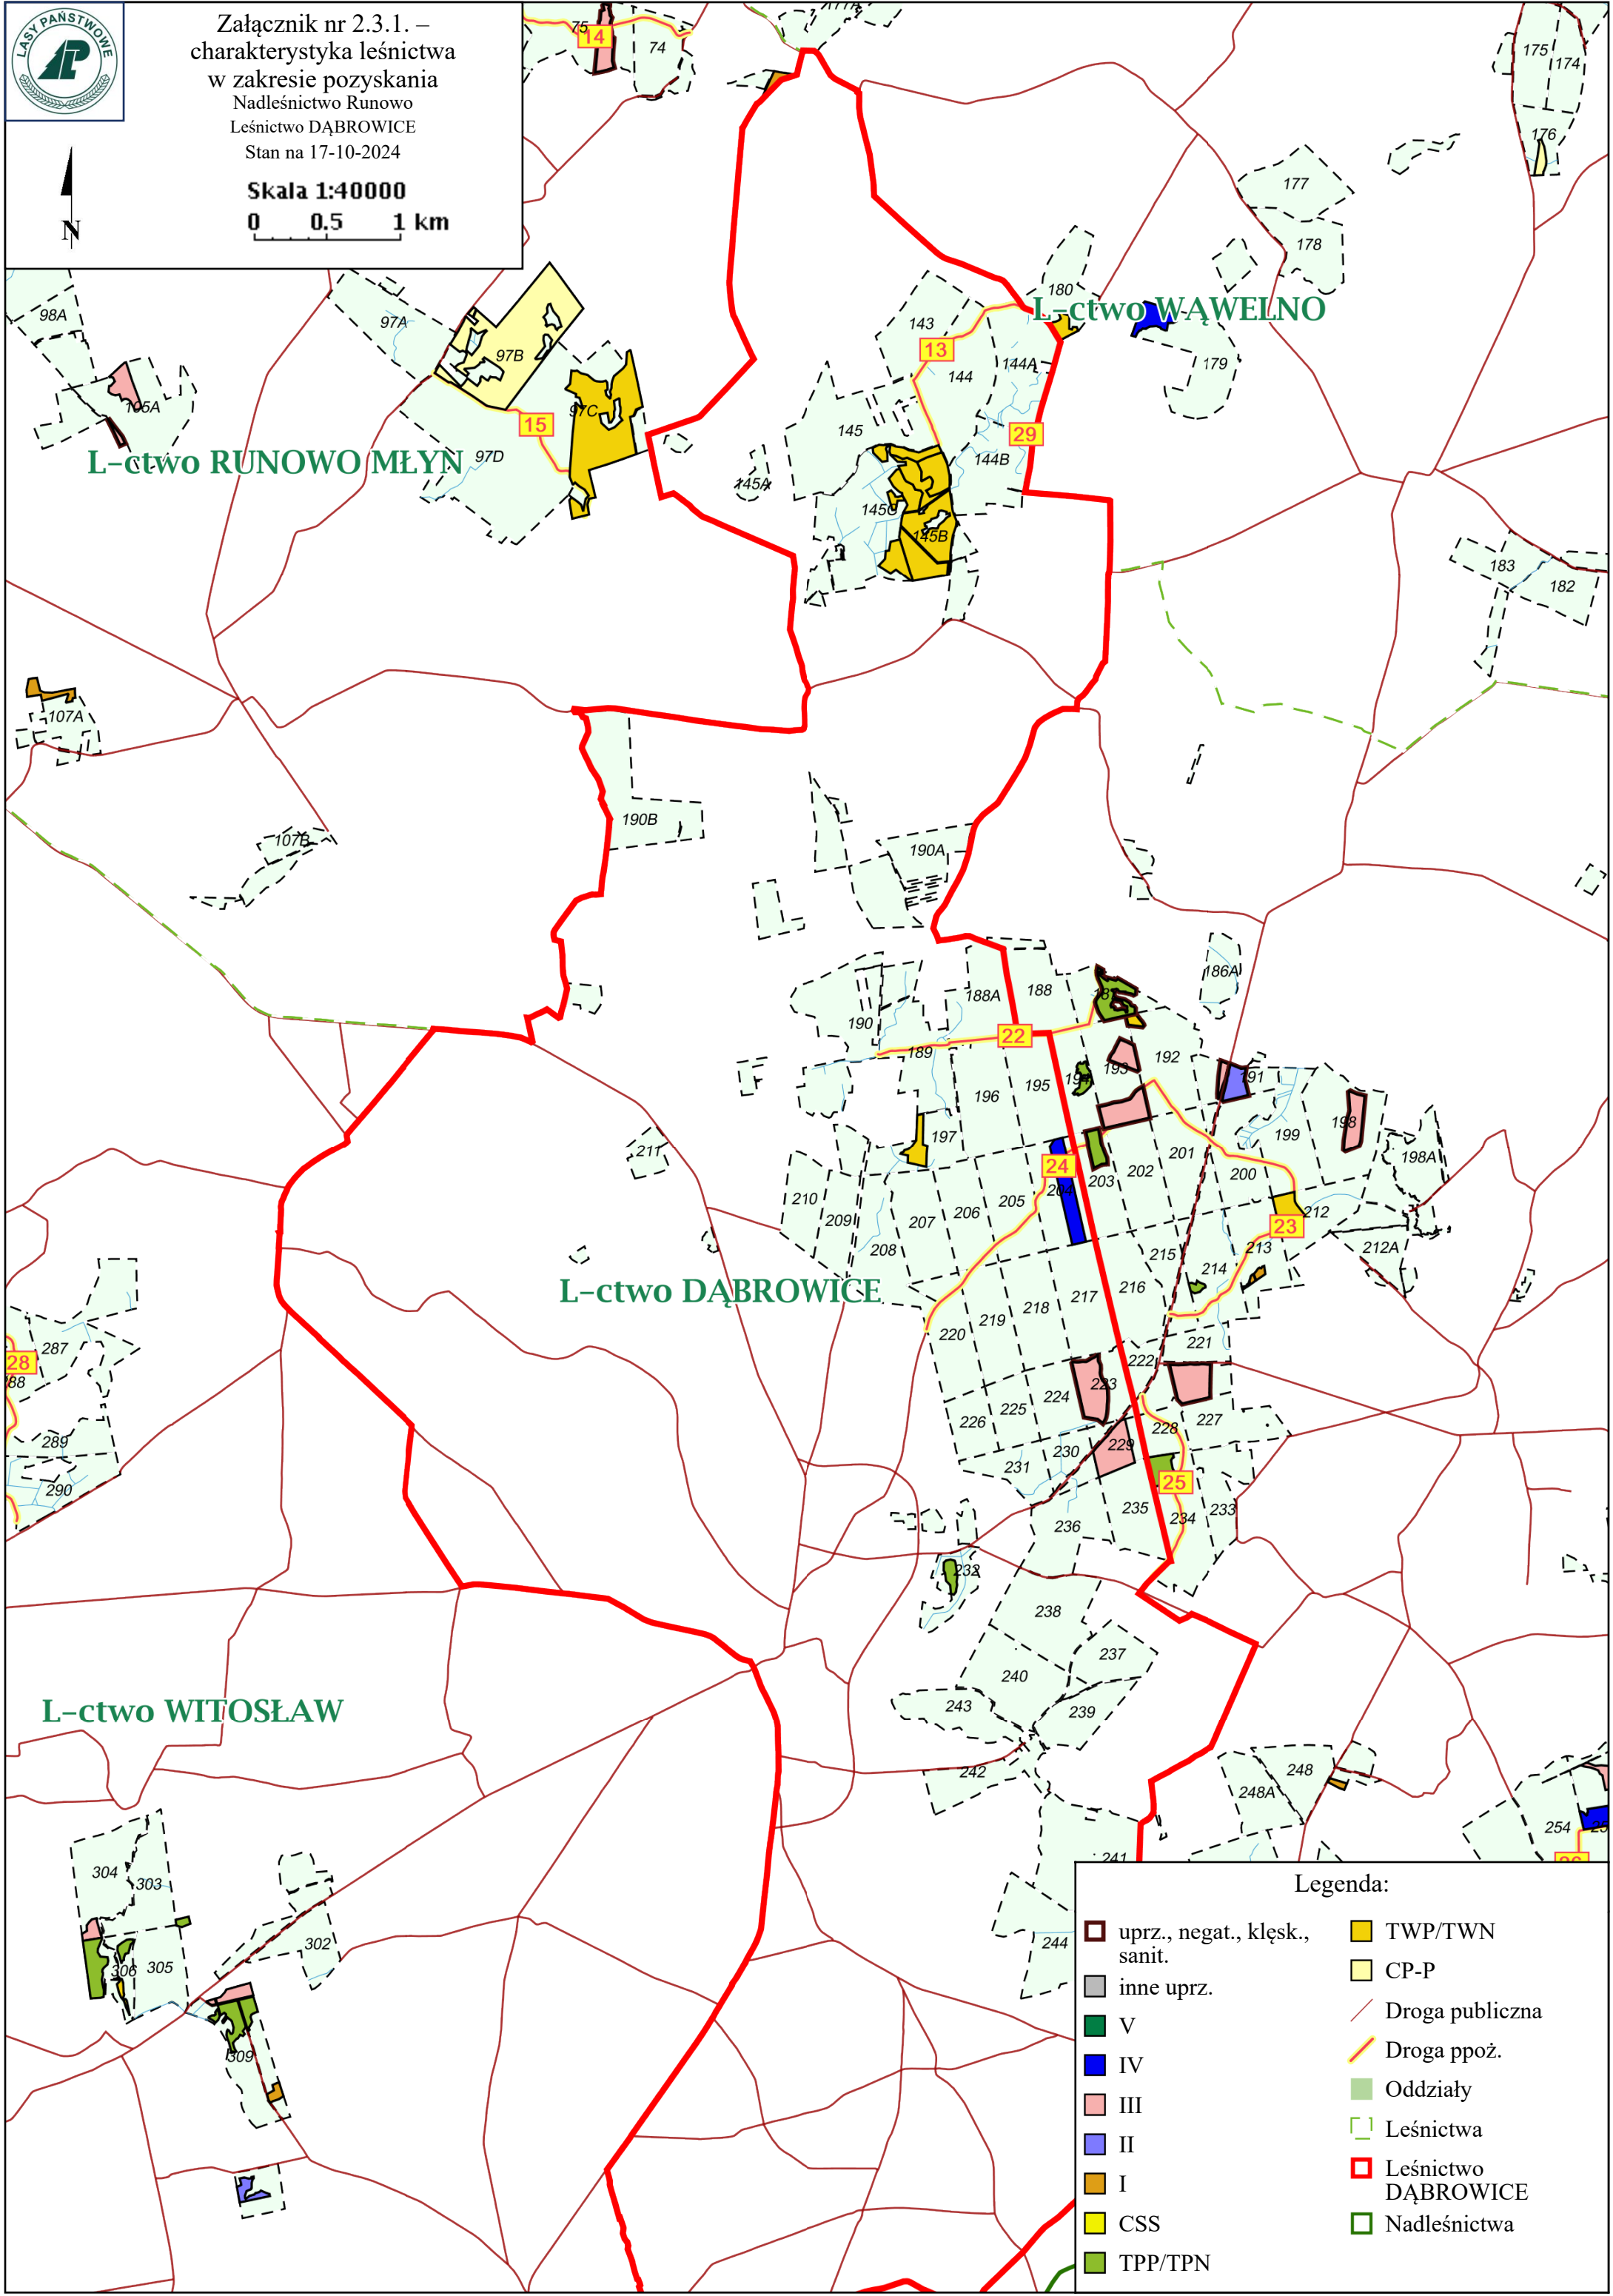 LASY PAŃSTWOWE
Załącznik nr 2.3.1. –
charakterystyka leśnictwa
w zakresie pozyskania
Nadleśnictwo Runowo
Leśnictwo DĄBROWICE
Stan na 17-10-2024
Skala 1:40000
0 0.5 1 km
N
75
14
74
177A
175
174
176
177
178
180
L-ctwo WĄWELNO
179
98A
97A
97B
97C
15
97D
105A
L-ctwo RUNOWO MŁYN
143
13
144
144A
29
144B
145
145A
145C
145B
183
182
107A
107B
190B
190A
186A
188A
188
187
190
22
189
192
193
194
195
196
191
197
198
199
198A
24
201
200
202
203
204
205
206
207
208
209
210
211
212
23
212A
213
214
215
216
217
218
219
220
L-ctwo DĄBROWICE
221
222
223
224
225
226
227
228
229
230
231
25
235
234
233
236
232
287
28
288
289
290
238
237
240
243
239
242
L-ctwo WITOSŁAW
248
248A
254
241
244
304
303
302
306
305
309
Legenda:
uprz., negat., klęsk.,
sanit.
inne uprz.
V
IV
III
II
I
CSS
TPP/TPN
TWP/TWN
CP-P
Droga publiczna
Droga ppoż.
Oddziały
Leśnictwa
Leśnictwo
DĄBROWICE
Nadleśnictwa